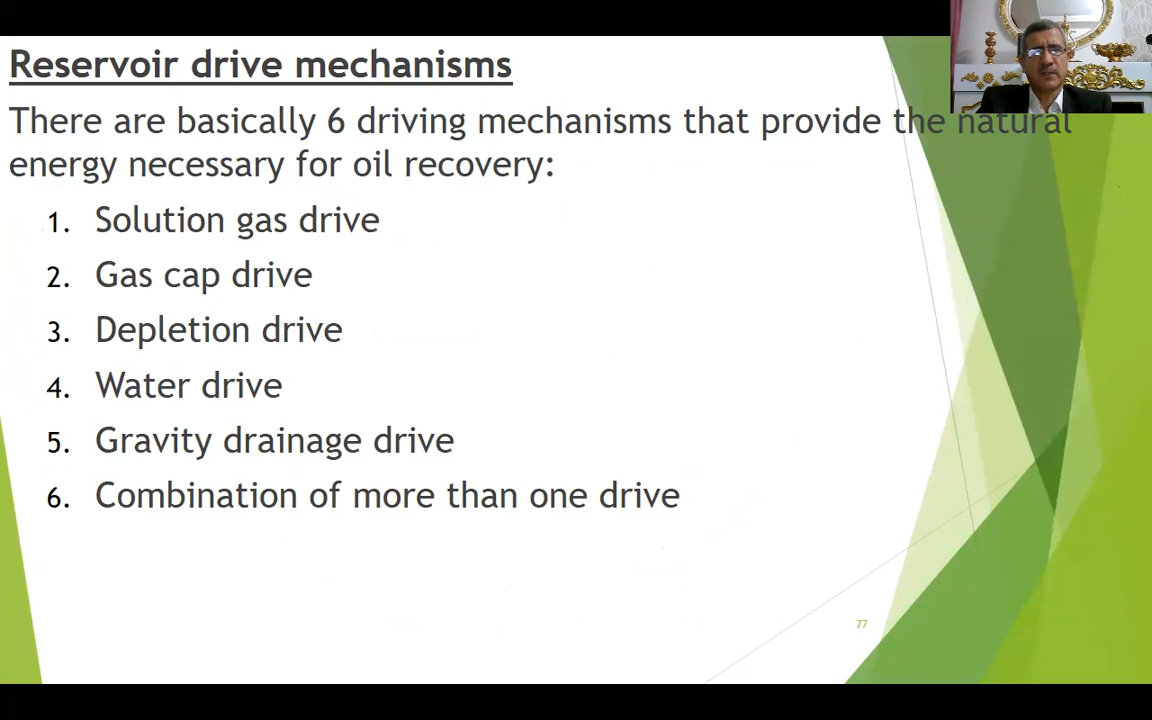 Reservoir drive mechanisms
There are basically 6 driving mechanisms that provide the natural
energy necessary for oil recovery:
1. Solution gas drive
2. Gas cap drive
3. Depletion drive
4. Water drive
5. Gravity drainage drive
6. Combination of more than one drive
77